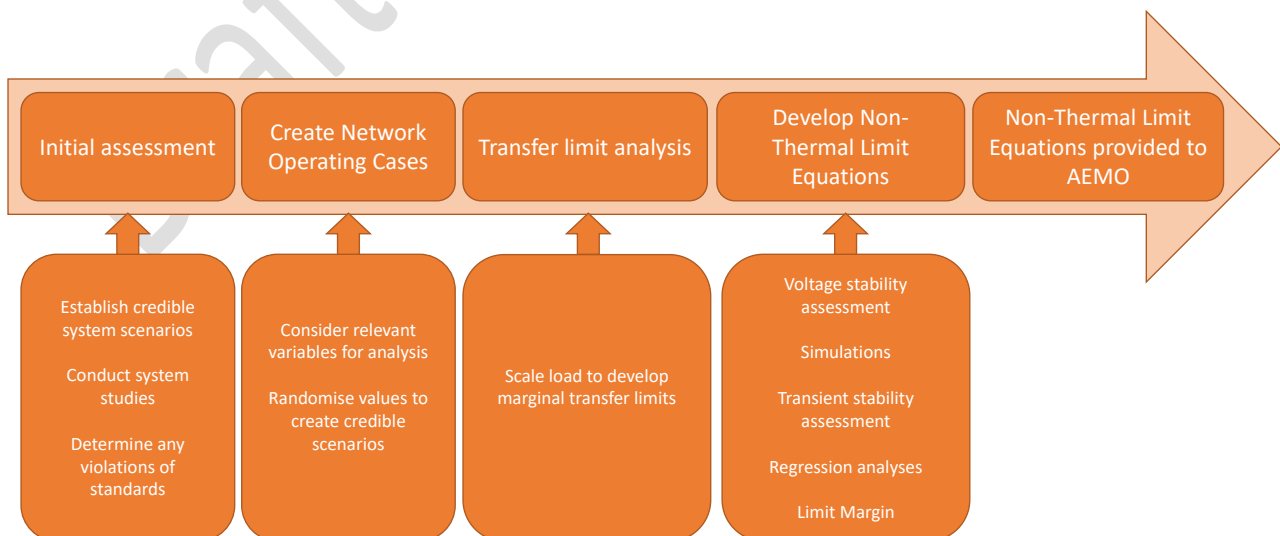 Initial assessment
Create Network
Operating Cases
Transfer limit analysis
Develop Non-
Thermal Limit
Equations
Non-Thermal Limit
Equations provided to
AEMO
Establish credible
system scenarios
Conduct system
studies
Determine any
violations of
standards
Consider relevant
variables for analysis
Randomise values to
create credible
scenarios
Scale load to develop
marginal transfer limits
Voltage stability
assessment
Simulations
Transient stability
assessment
Regression analyses
Limit Margin